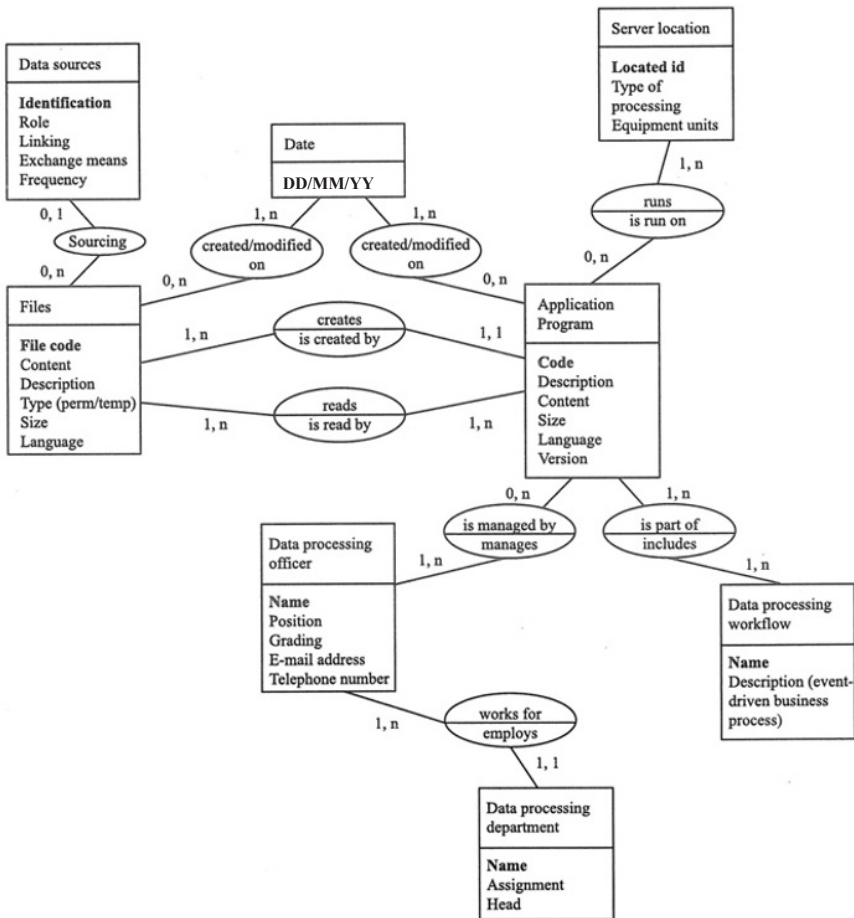 Server location
Located id
Type of
processing
Equipment units
Data sources
Identification
Role
Linking
Exchange means
Frequency
Date
DD/MM/YY
1, n
runs
is run on
0, n
0, 1
Sourcing
0, n
1, n
created/modified
on
0, n
1, n
created/modified
on
0, n
Files
File code
Content
Description
Type (perm/temp)
Size
Language
1, n
creates
is created by
1, 1
1, n
reads
is read by
1, n
Application
Program
Code
Description
Content
Size
Language
Version
0, n
is managed by
manages
1, n
1, n
is part of
includes
1, n
Data processing
officer
Name
Position
Grading
E-mail address
Telephone number
Data processing
workflow
Name
Description (event-
driven business
process)
1, n
works for
employs
1, 1
Data processing
department
Name
Assignment
Head